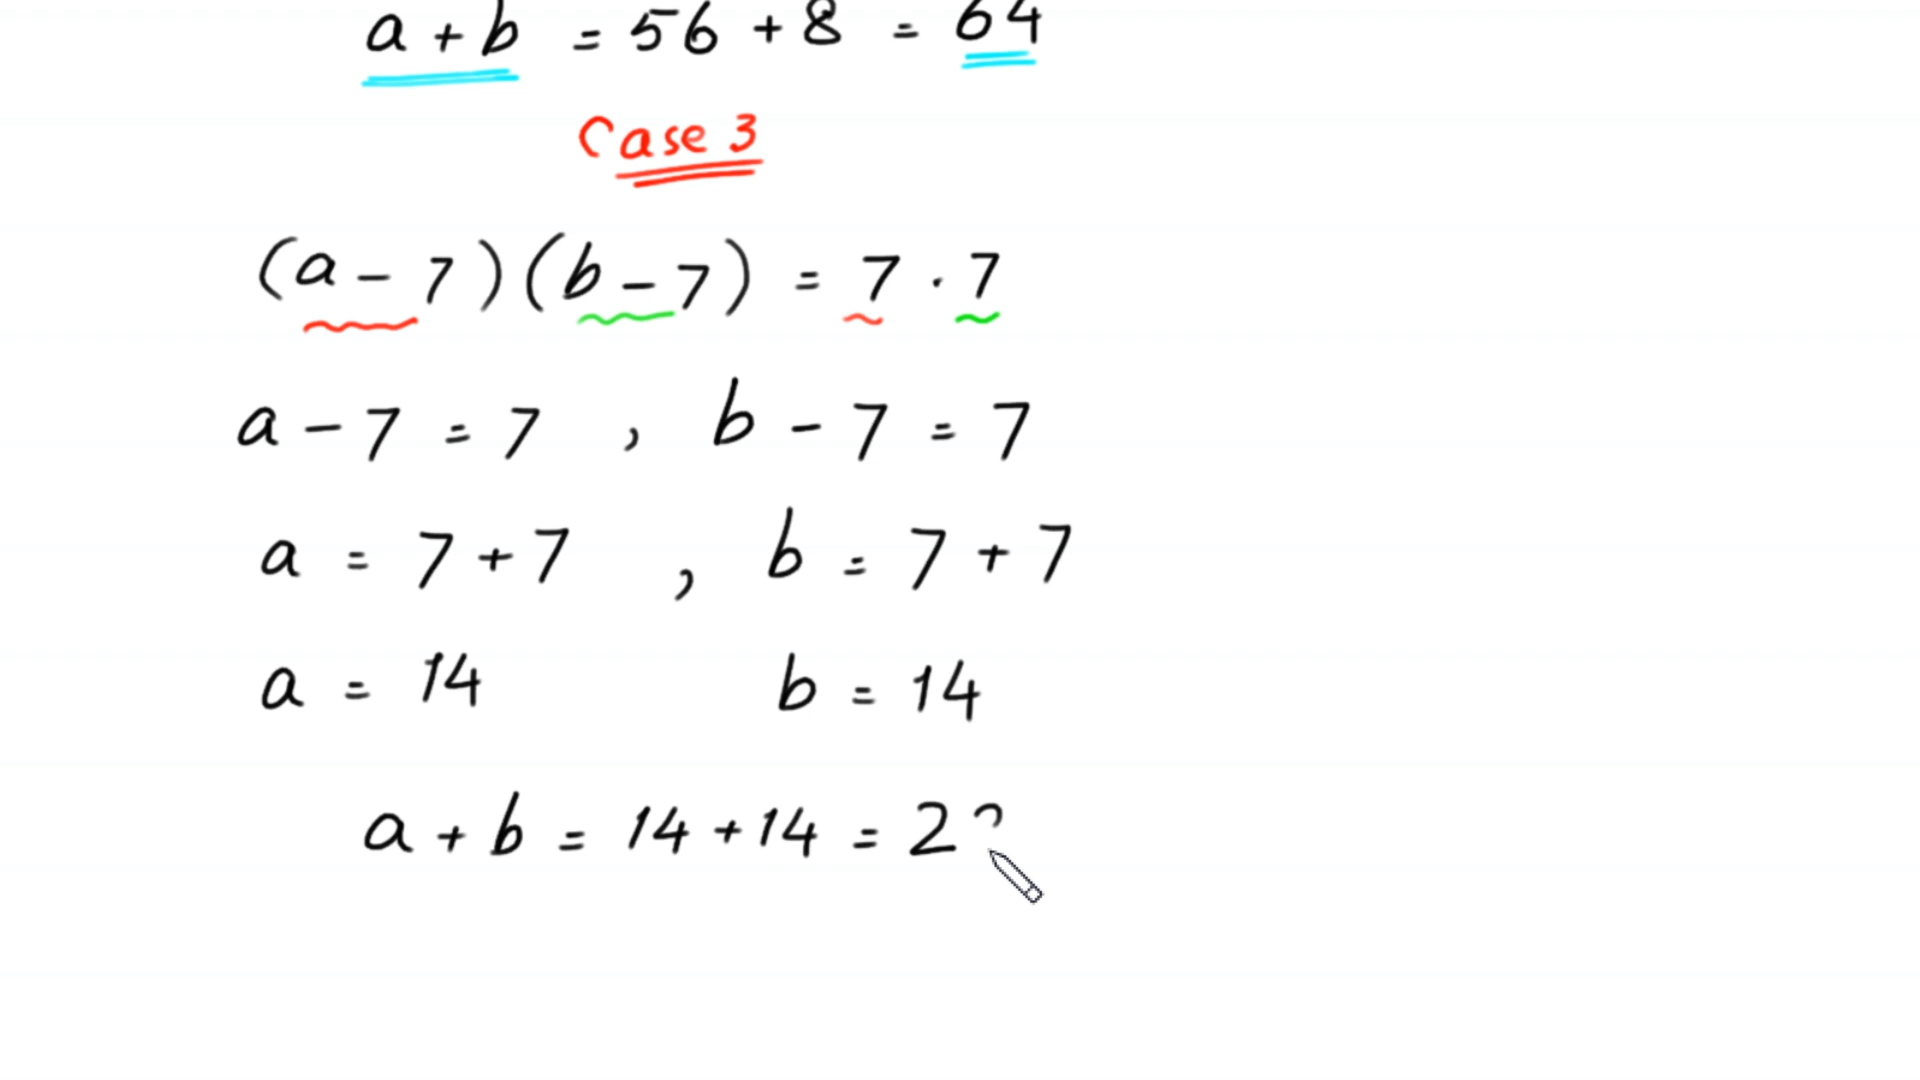 a + b = 56 + 8 = 64
Case 3
(a - 7)(b - 7) = 7 · 7
a - 7 = 7 , b - 7 = 7
a = 7 + 7 , b = 7 + 7
a = 14 b = 14
a + b = 14 + 14 = 2